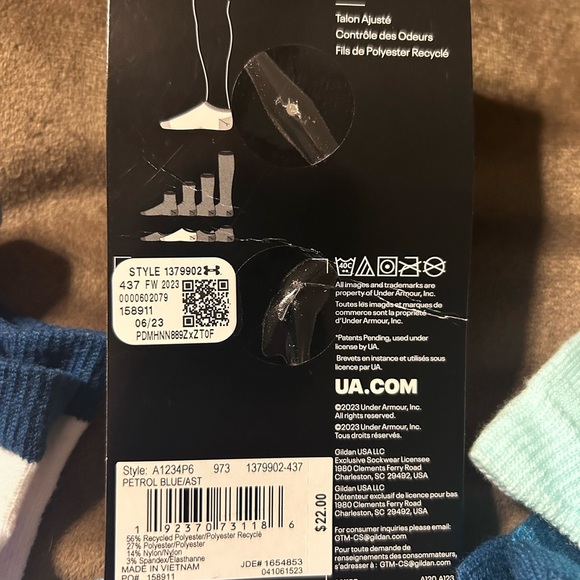 Talon Ajusté
Contrôle des Odeurs
Fils de Polyester Recyclé
STYLE 1379902
437 FW 2023
0000602079
158911
06/23
PDMHNN889ZxZT0F
40C
All images and trademarks are
property of Under Armour, Inc.
Toutes les images et marques de
commerce sont la propriété
d'Under Armour, Inc.
*Patents Pending, used under
license by UA.
Brevets en instance et utilisés sous
licence par UA.
UA.COM
©2023 Under Armour, Inc.
All rights reserved.
©2023 Under Armour, Inc.
Tous droits réservés.
Gildan USA LLC
Exclusive Sockwear Licensee
1980 Clements Ferry Road
Charleston, SC 29492, USA
Gildan USA LLC
Détenteur exclusif de licence pour bas
1980 Clements Ferry Road
Charleston, SC 29492, USA
For consumer inquiries please email:
GTM-CS@gildan.com
Pour toute demande de
renseignements des consommateurs,
adresse
GTM-CS@gildan.com
A120 A123
Style: A1234P6 973 1379902-437
PETROL BLUE/AST
1 92370 73118 6
$22.00
56% Recycled Polyester/Polyester Recyclé
27% Polyester/Polyester
14% Nylon/Nylon
3% Spandex/Elasthanne
MADE IN VIETNAM
JDE# 1654853
PO# 158911
041061523